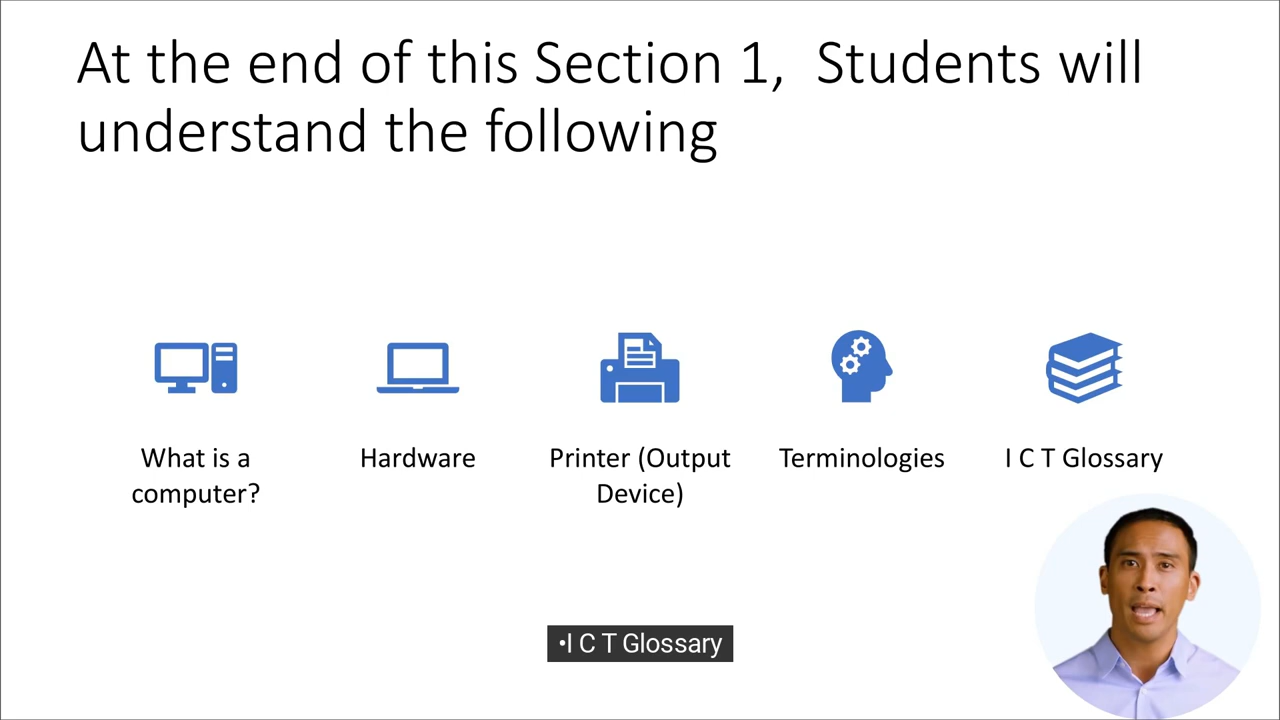 At the end of this Section 1,  Students will
understand the following
What is a
computer?
Hardware
Printer (Output
Device)
Terminologies
I C T Glossary
•I C T Glossary